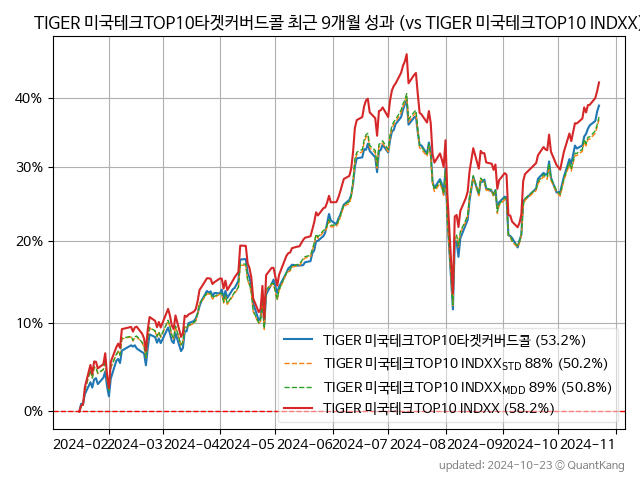 TIGER 미국테크TOP10타겟커버드콜 최근 9개월 성과 (vs TIGER 미국테크TOP10 INDXX)
40%
30%
20%
10%
0%
TIGER 미국테크TOP10타겟커버드콜 (53.2%)
TIGER 미국테크TOP10 INDXX_STD 88% (50.2%)
TIGER 미국테크TOP10 INDXX_MDD 89% (50.8%)
TIGER 미국테크TOP10 INDXX (58.2%)
2024-02 2024-03 2024-04 2024-05 2024-06 2024-07 2024-08 2024-09 2024-10 2024-11
updated: 2024-10-23 © QuantKang